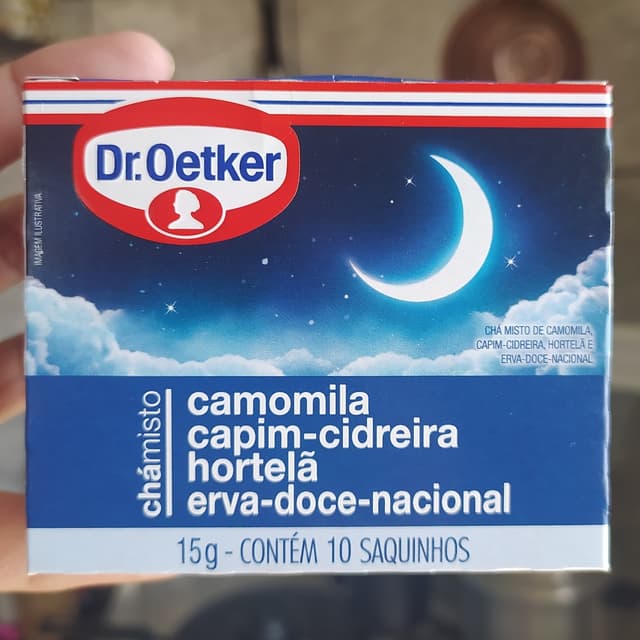 Dr.Oetker
IMAGEM ILUSTRATIVA
CHÁ MISTO DE CAMOMILA,
CAPIM-CIDREIRA, HORTELÃ E
ERVA-DOCE-NACIONAL
chámisto
camomila
capim-cidreira
hortelã
erva-doce-nacional
15g - CONTÉM 10 SAQUINHOS